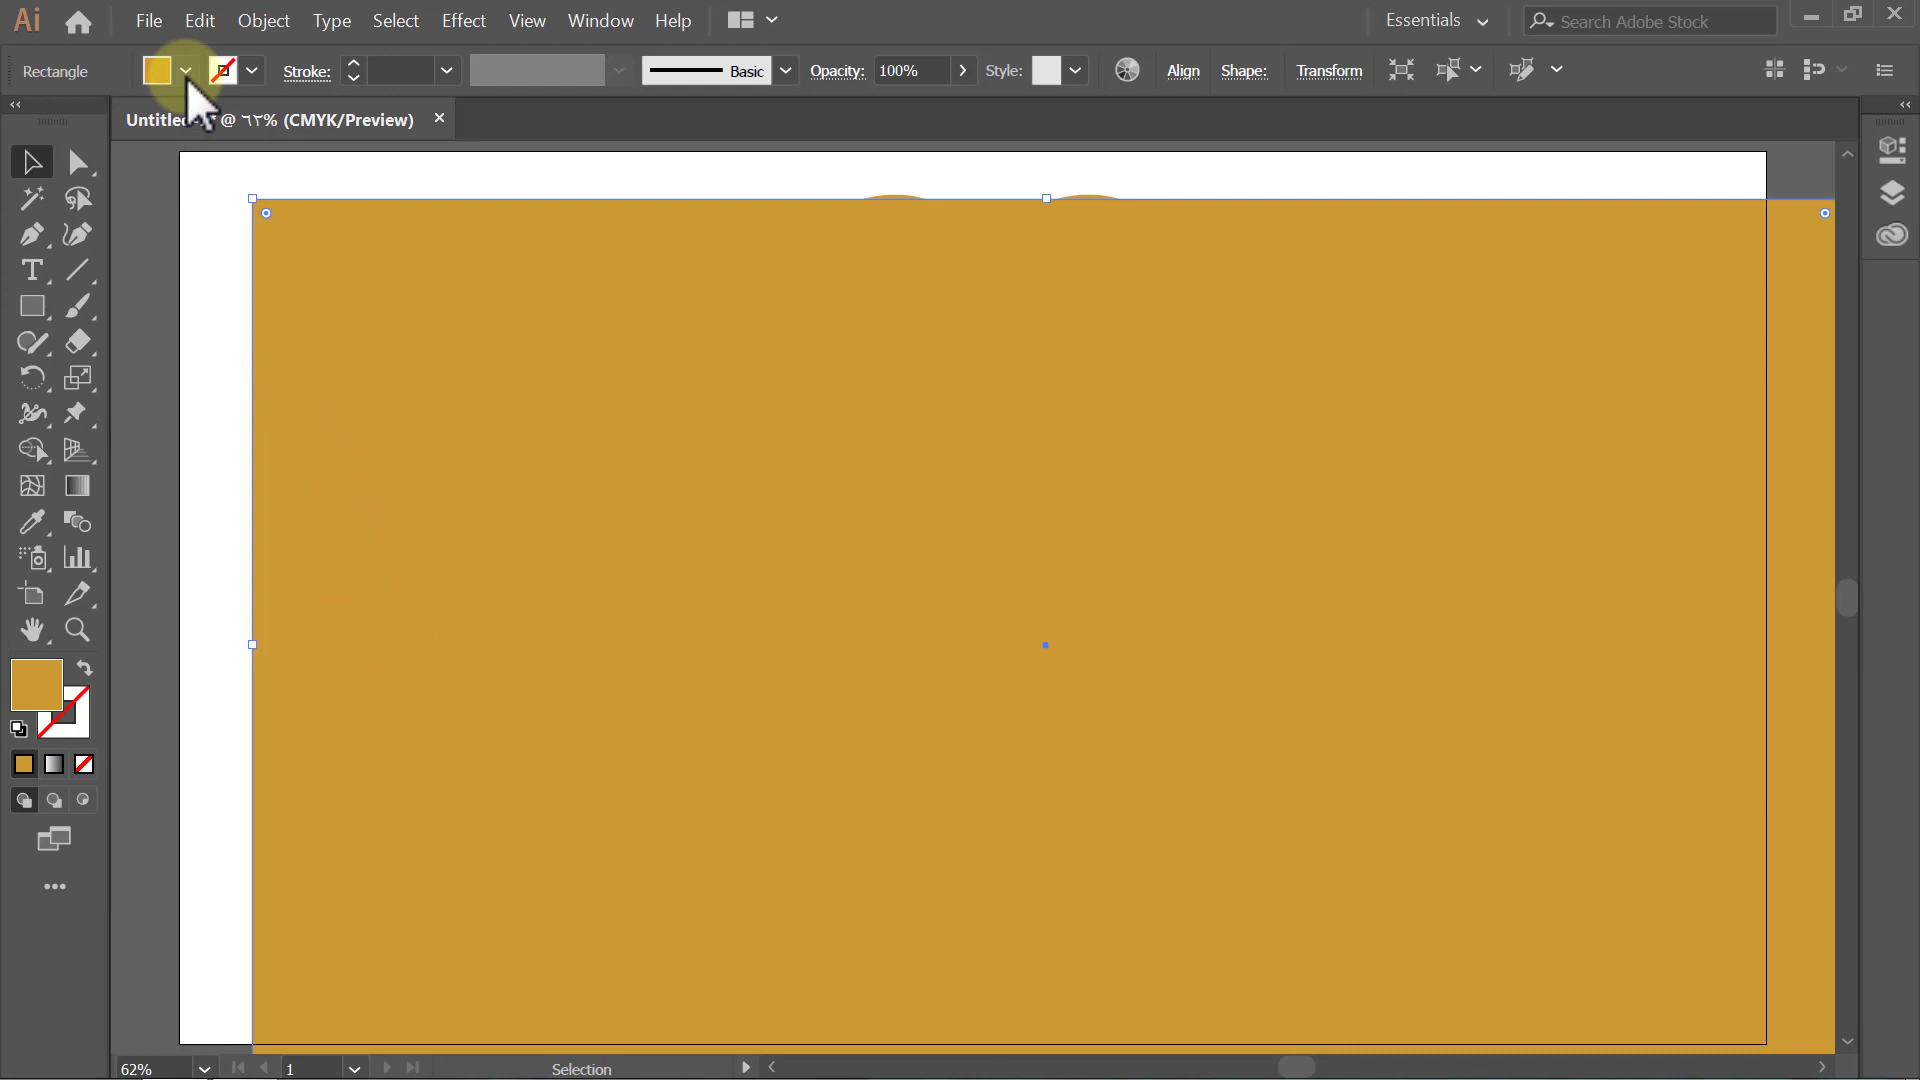 Ai File Edit Object Type Select Effect View Window Help Essentials Search Adobe Stock
Rectangle Stroke: Basic Opacity: 100% Style: Align Shape: Transform
* @ ٦٢% (CMYK/Preview)
62% 1 Selection